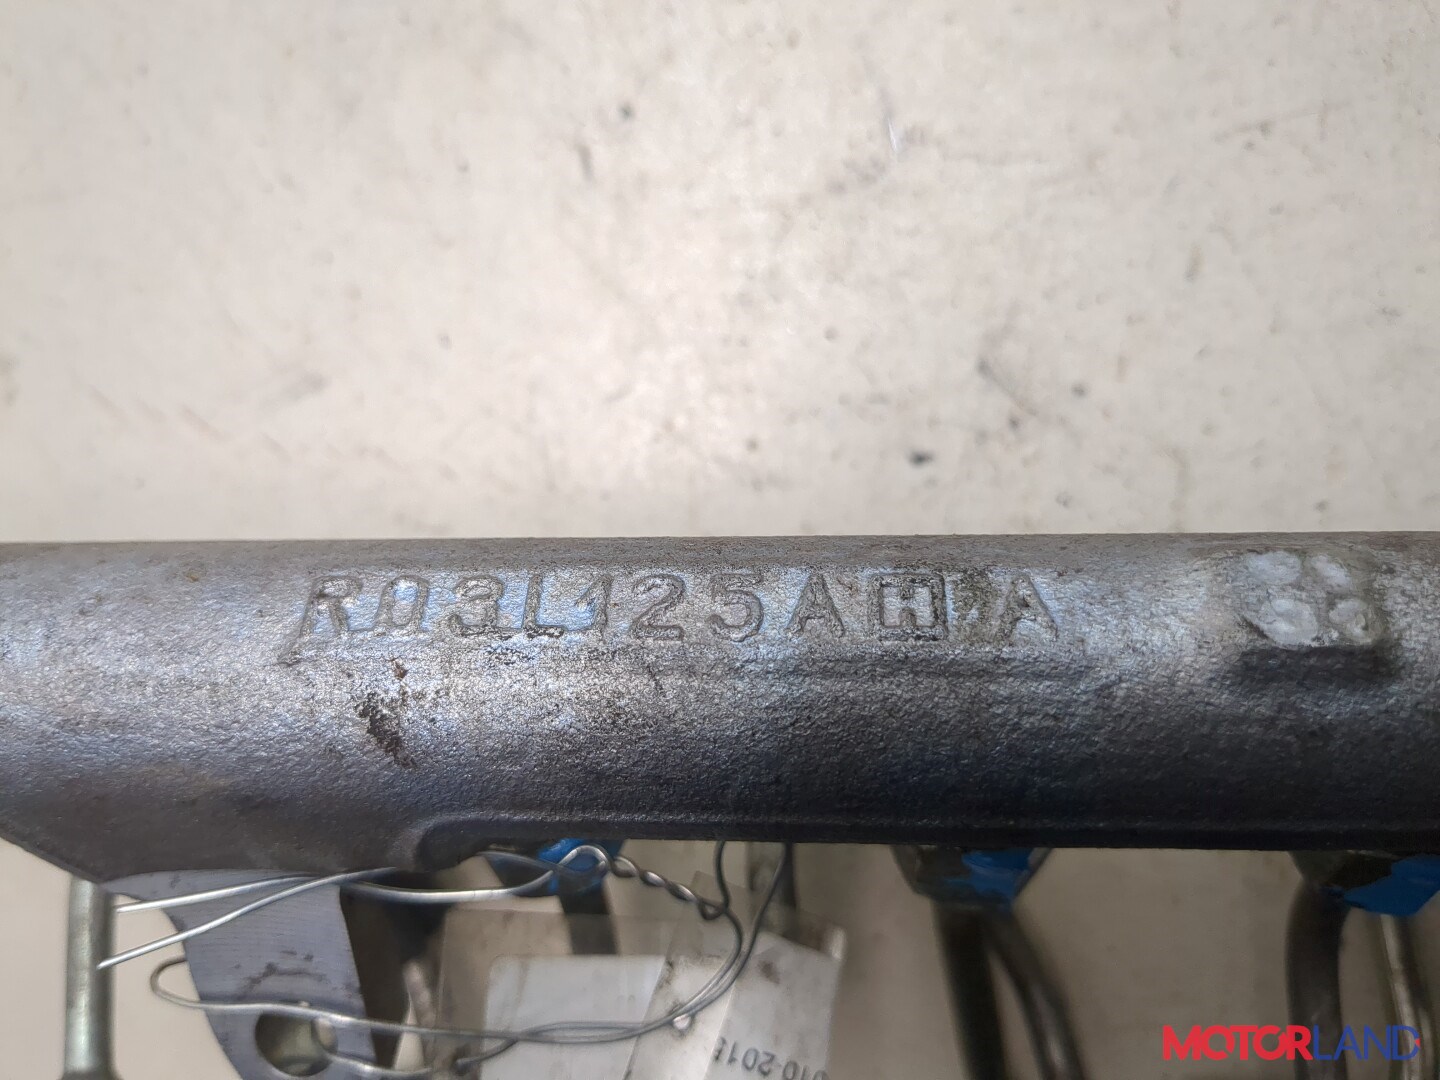 R03L125A H A
010-2015
MOTORLAND